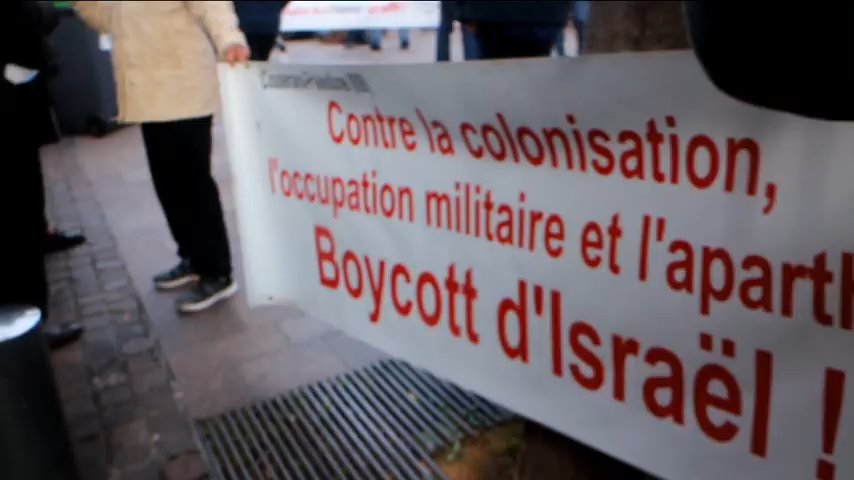 Contre la colonisation,
l'occupation militaire et l'aparth
Boycott d'Israël !